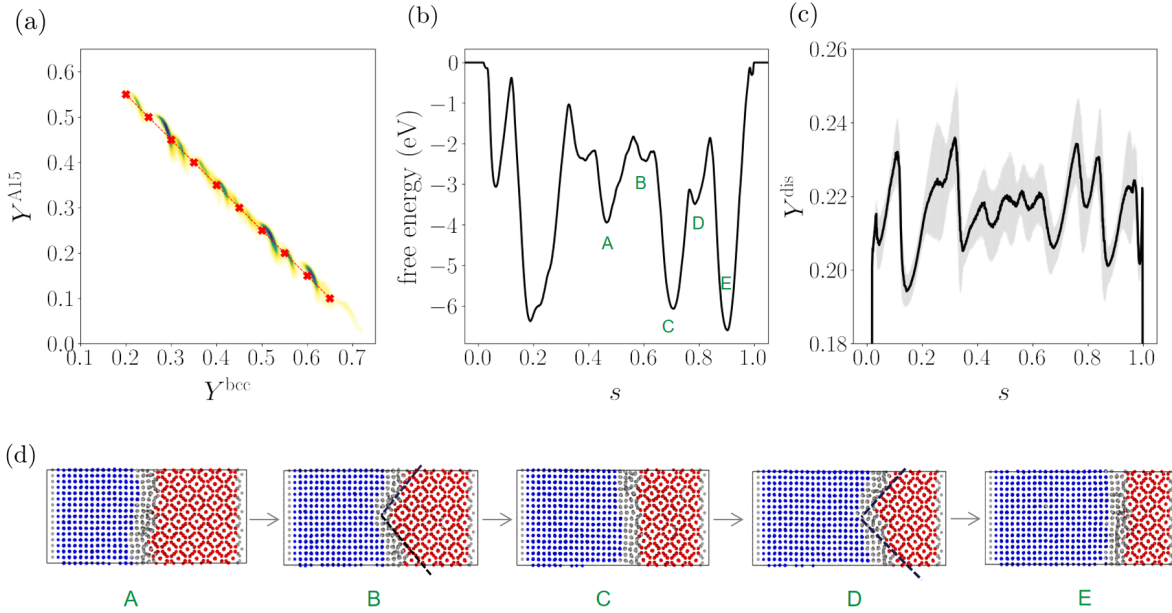 (a)
0.6
0.5
0.4
0.3
0.2
0.1
0.0
Y^A15
0.1 0.2 0.3 0.4 0.5 0.6 0.7
Y^bcc
(b)
0
−1
−2
−3
−4
−5
−6
free energy (eV)
A
B
C
D
E
0.0 0.2 0.4 0.6 0.8 1.0
s
(c)
0.26
0.24
0.22
0.20
0.18
Y^dis
0.0 0.2 0.4 0.6 0.8 1.0
s
(d)
A B C D E